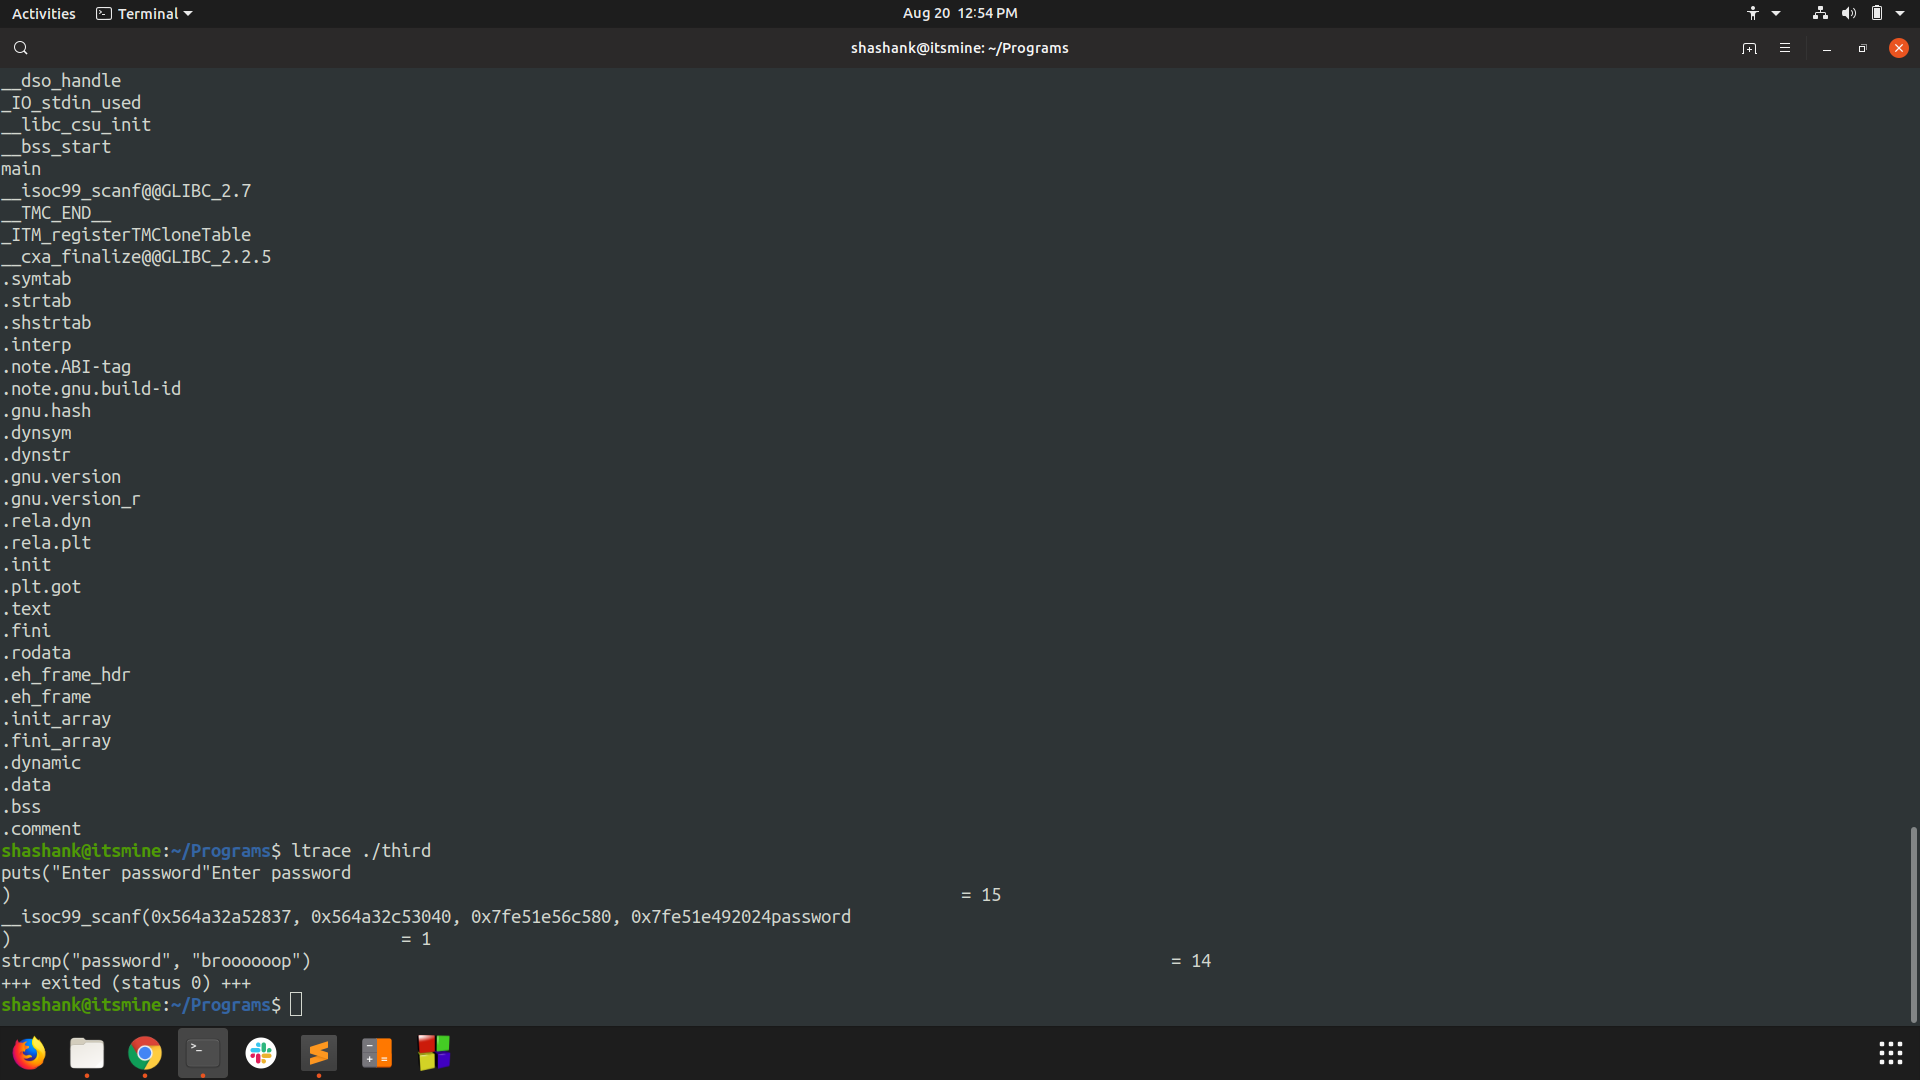 Activities Terminal Aug 20 12:54 PM
shashank@itsmine: ~/Programs
__dso_handle
_IO_stdin_used
__libc_csu_init
__bss_start
main
__isoc99_scanf@@GLIBC_2.7
__TMC_END__
_ITM_registerTMCloneTable
__cxa_finalize@@GLIBC_2.2.5
.symtab
.strtab
.shstrtab
.interp
.note.ABI-tag
.note.gnu.build-id
.gnu.hash
.dynsym
.dynstr
.gnu.version
.gnu.version_r
.rela.dyn
.rela.plt
.init
.plt.got
.text
.fini
.rodata
.eh_frame_hdr
.eh_frame
.init_array
.fini_array
.dynamic
.data
.bss
.comment
shashank@itsmine:~/Programs$ ltrace ./third
puts("Enter password"Enter password
) = 15
__isoc99_scanf(0x564a32a52837, 0x564a32c53040, 0x7fe51e56c580, 0x7fe51e492024password
) = 1
strcmp("password", "broooooop") = 14
+++ exited (status 0) +++
shashank@itsmine:~/Programs$